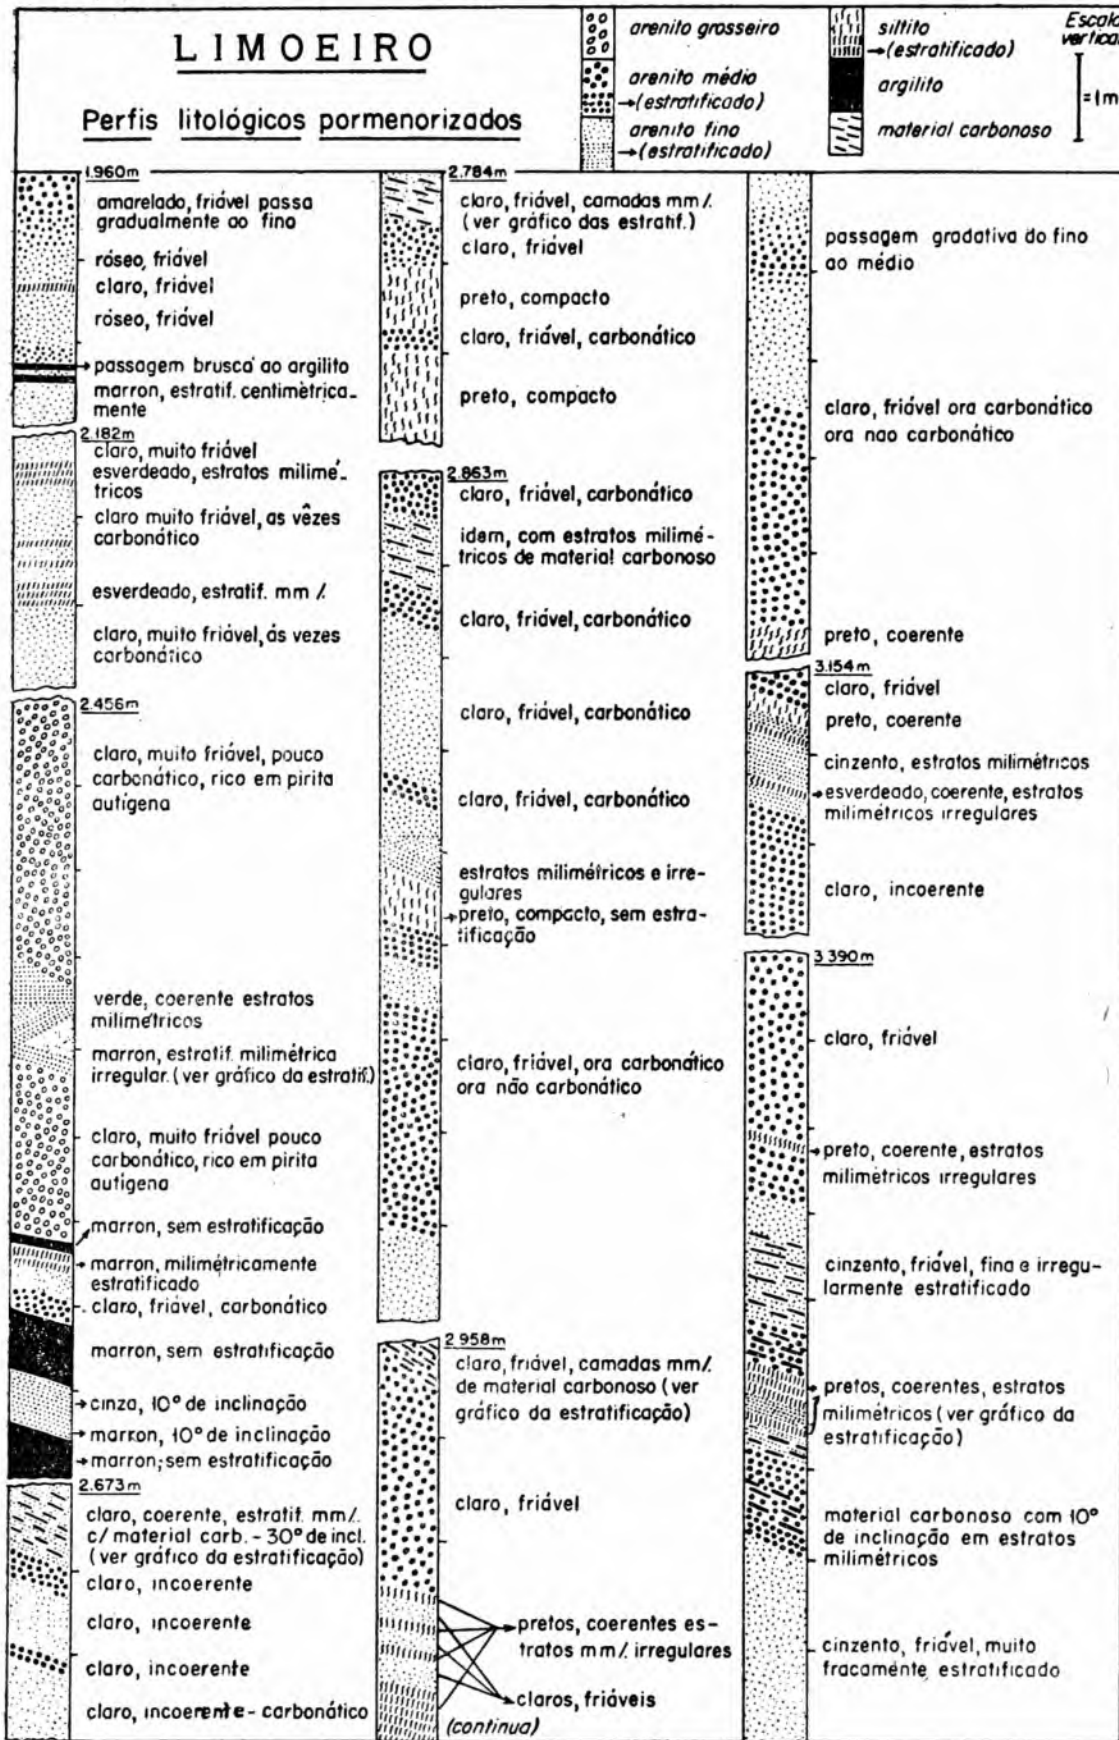 LIMOEIRO
Perfis litológicos pormenorizados
arenito grosseiro
arenito médio
→(estratificado)
arenito fino
→(estratificado)
siltito
→(estratificado)
argilito
material carbonoso
Escala
vertical
=1m
1.960m
amarelado, friável passa
gradualmente ao fino
róseo, friável
claro, friável
róseo, friável
passagem brusca ao argilito
marron, estratif. centimètrica-
mente
2.182m
claro, muito friável
esverdeado, estratos milimé-
tricos
claro muito friável, as vêzes
carbonático
esverdeado, estratif. mm/.
claro, muito friável, ás vezes
carbonático
2.456m
claro, muito friável, pouco
carbonático, rico em pirita
autígena
verde, coerente estratos
milimétricos
marron, estratif. milimétrica
irregular. (ver gráfico da estratif.)
claro, muito friável pouco
carbonático, rico em pirita
autígena
marron, sem estratificação
marron, milimétricamente
estratificado
claro, friável, carbonático
marron, sem estratificação
cinza, 10° de inclinação
marron, 10° de inclinação
marron; sem estratificação
2.673m
claro, coerente, estratif. mm/.
c/ material carb. - 30° de incl.
(ver gráfico da estratificação)
claro, incoerente
claro, incoerente
claro, incoerente
claro, incoerente - carbonático
2.784m
claro, friável, camadas mm/.
(ver gráfico das estratif.)
claro, friável
preto, compacto
claro, friável, carbonático
preto, compacto
2.863m
claro, friável, carbonático
idem, com estratos milimé-
tricos de material carbonoso
claro, friável, carbonático
claro, friável, carbonático
claro, friável, carbonático
estratos milimétricos e irre-
gulares
preto, compacto, sem estra-
tificação
claro, friável, ora carbonático
ora não carbonático
2.958m
claro, friável, camadas mm/.
de material carbonoso (ver
gráfico da estratificação)
claro, friável
pretos, coerentes es-
tratos mm/. irregulares
claros, friáveis
(continua)
passagem gradativa do fino
ao médio
claro, friável ora carbonático
ora nao carbonático
preto, coerente
3.154m
claro, friável
preto, coerente
cinzento, estratos milimétricos
esverdeado, coerente, estratos
milimétricos irregulares
claro, incoerente
3.390m
claro, friável
preto, coerente, estratos
milimétricos irregulares
cinzento, friável, fina e irregu-
larmente estratificado
pretos, coerentes, estratos
milimétricos (ver gráfico da
estratificação)
material carbonoso com 10°
de inclinação em estratos
milimétricos
cinzento, friável, muito
fracamente estratificado